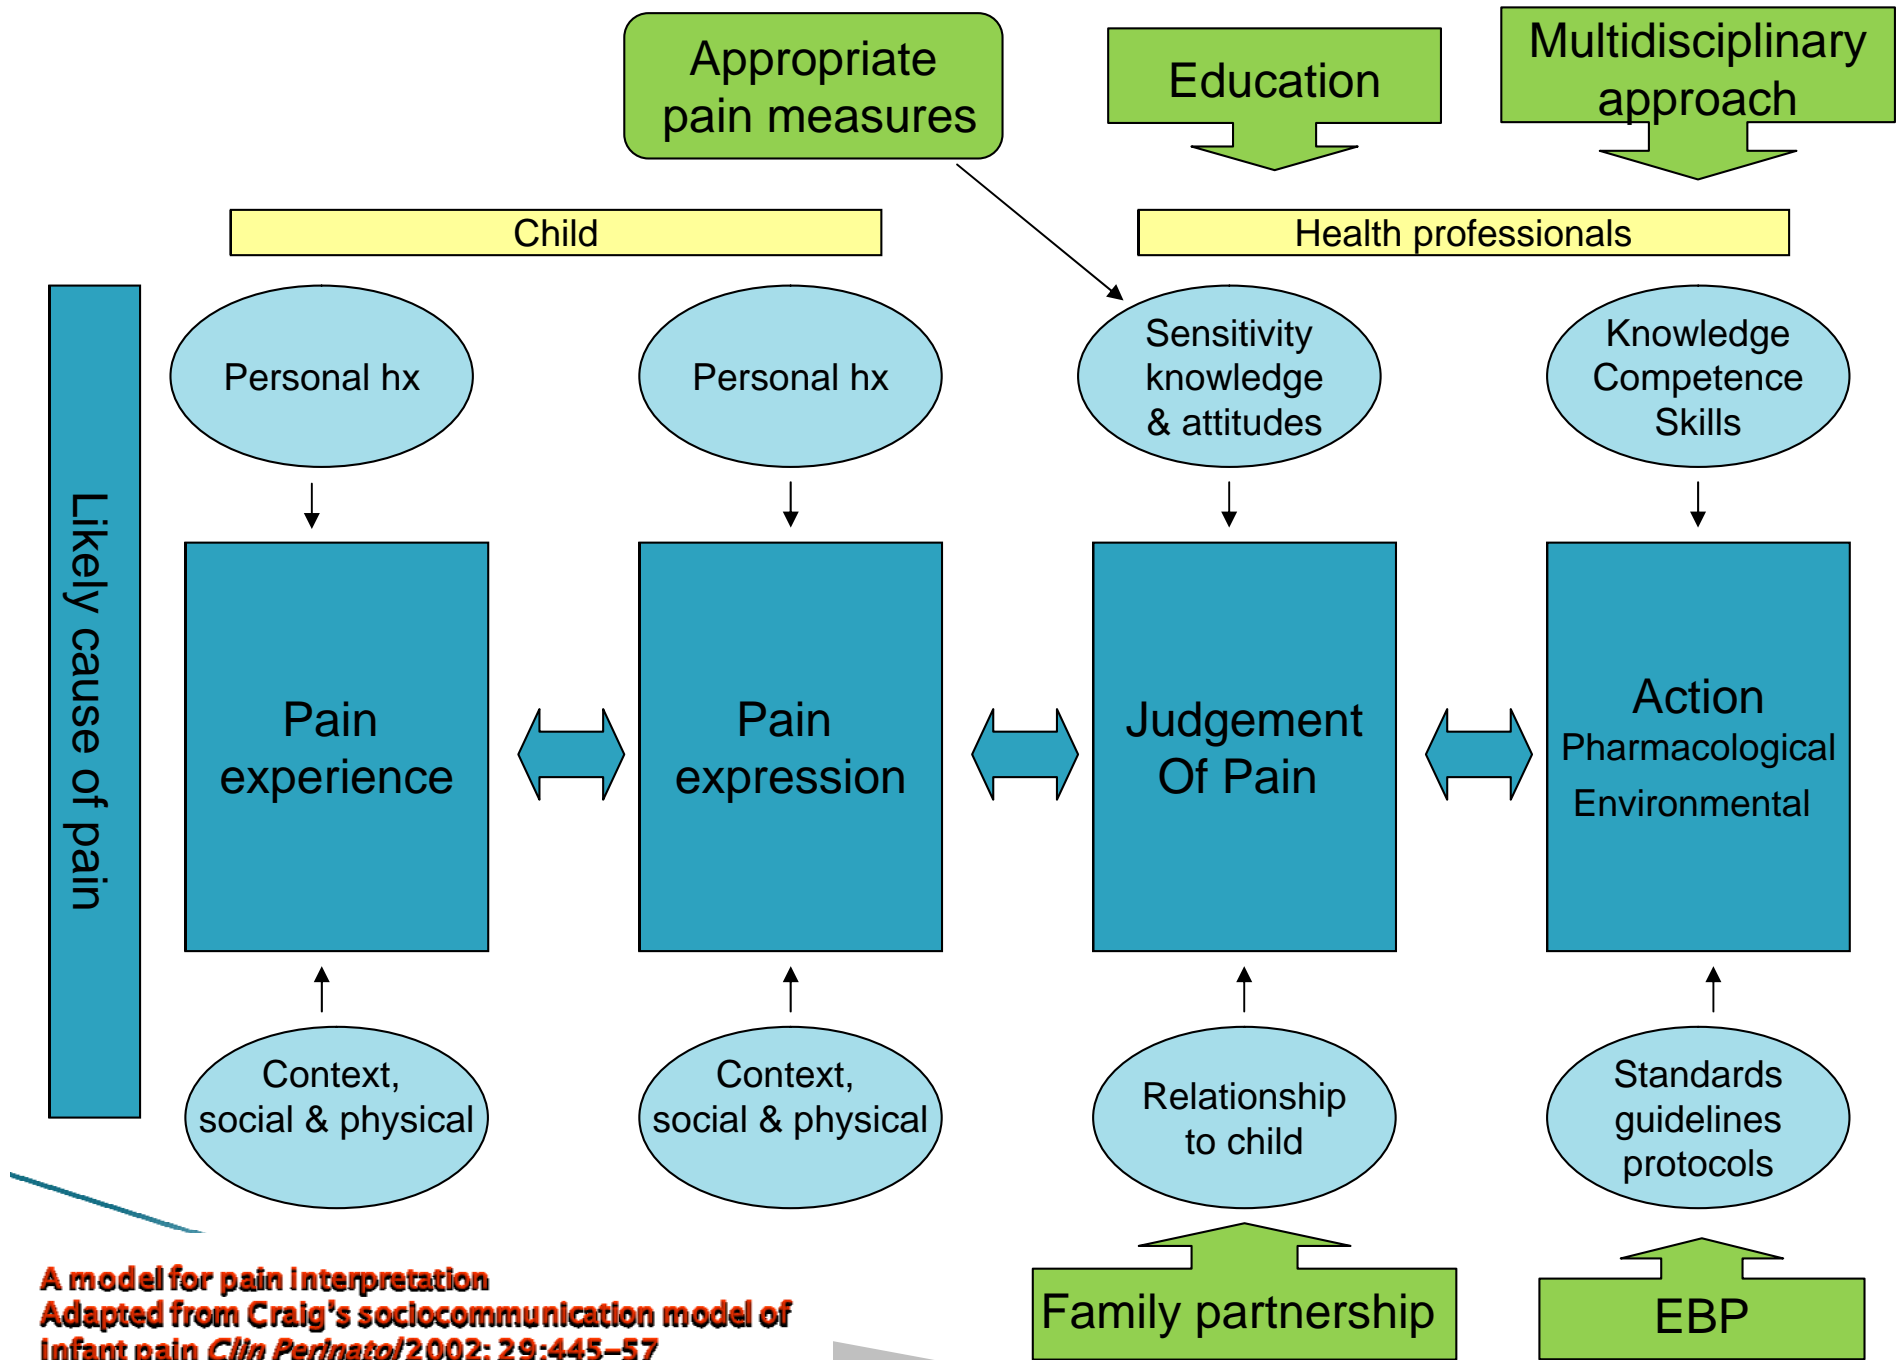 Appropriate
pain measures
Education
Multidisciplinary
approach
Child
Health professionals
Likely cause of pain
Personal hx
Personal hx
Sensitivity
knowledge
& attitudes
Knowledge
Competence
Skills
Pain
experience
Pain
expression
Judgement
Of Pain
Action
Pharmacological
Environmental
Context,
social & physical
Context,
social & physical
Relationship
to child
Standards
guidelines
protocols
Family partnership
EBP
A model for pain interpretation
Adapted from Craig's sociocommunication model of
infant pain Clin Perinatol 2002; 29:445–57